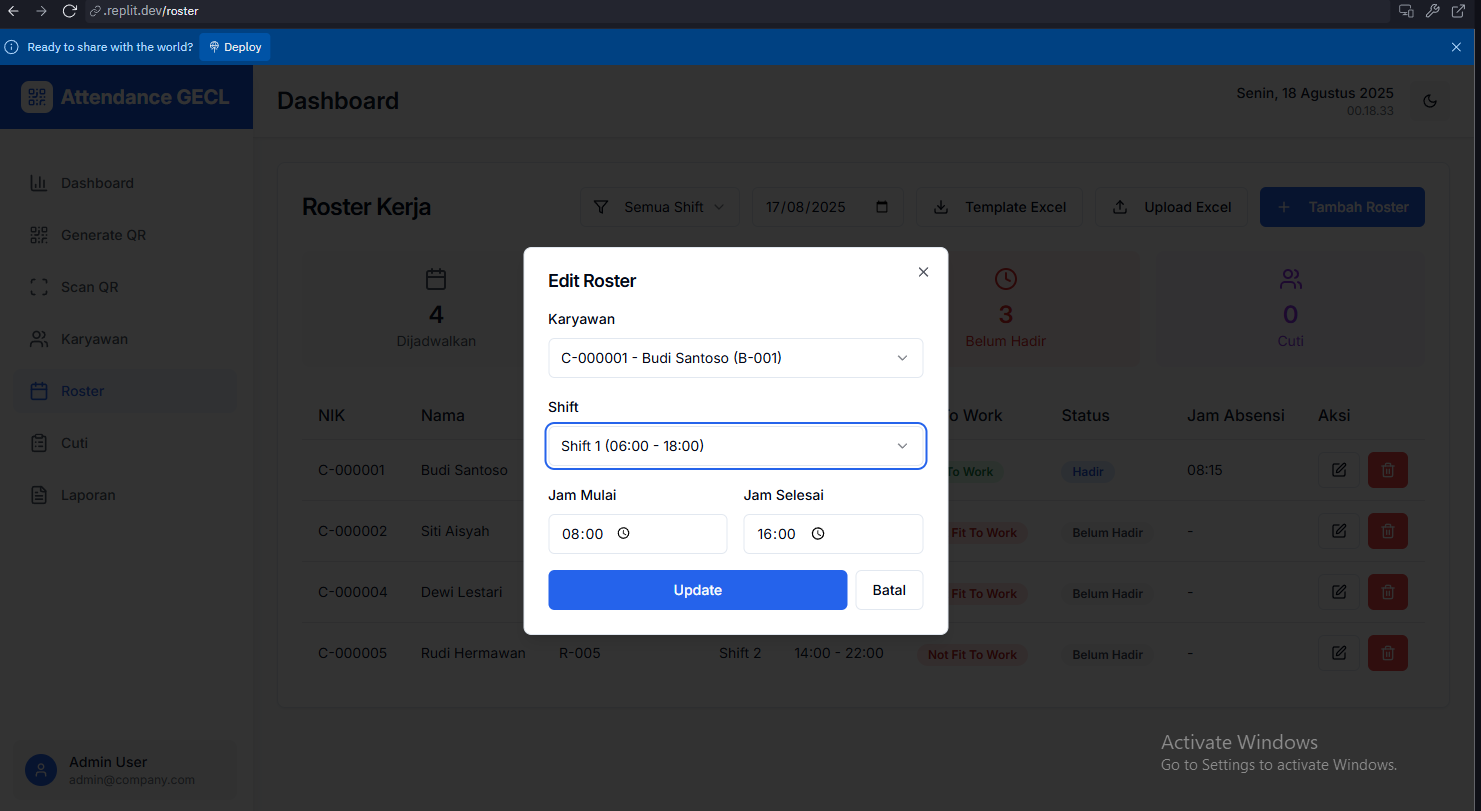 .replit.dev/roster
Ready to share with the world? Deploy
Attendance GECL
Dashboard
Senin, 18 Agustus 2025
00.18.33
Dashboard
Generate QR
Scan QR
Karyawan
Roster
Cuti
Laporan
Admin User
admin@company.com
Roster Kerja
Semua Shift
17/08/2025
Template Excel
Upload Excel
Tambah Roster
4
Dijadwalkan
3
Belum Hadir
0
Cuti
NIK Nama o Work Status Jam Absensi Aksi
C-000001 Budi Santoso To Work Hadir 08:15
C-000002 Siti Aisyah Fit To Work Belum Hadir -
C-000004 Dewi Lestari Fit To Work Belum Hadir -
C-000005 Rudi Hermawan R-005 Shift 2 14:00 - 22:00 Not Fit To Work Belum Hadir -
Edit Roster
Karyawan
C-000001 - Budi Santoso (B-001)
Shift
Shift 1 (06:00 - 18:00)
Jam Mulai Jam Selesai
08:00 16:00
Update Batal
Activate Windows
Go to Settings to activate Windows.